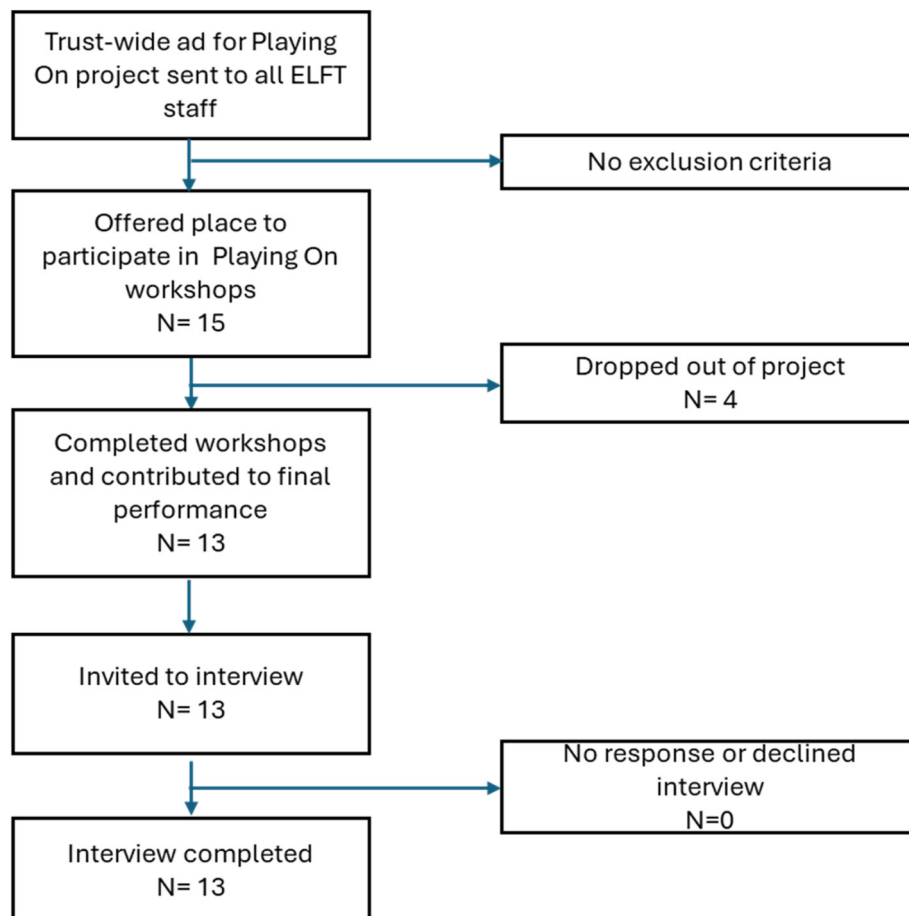 Trust-wide ad for Playing
On project sent to all ELFT
staff
No exclusion criteria
Offered place to
participate in Playing On
workshops
N= 15
Dropped out of project
N= 4
Completed workshops
and contributed to final
performance
N= 13
Invited to interview
N= 13
No response or declined
interview
N=0
Interview completed
N= 13